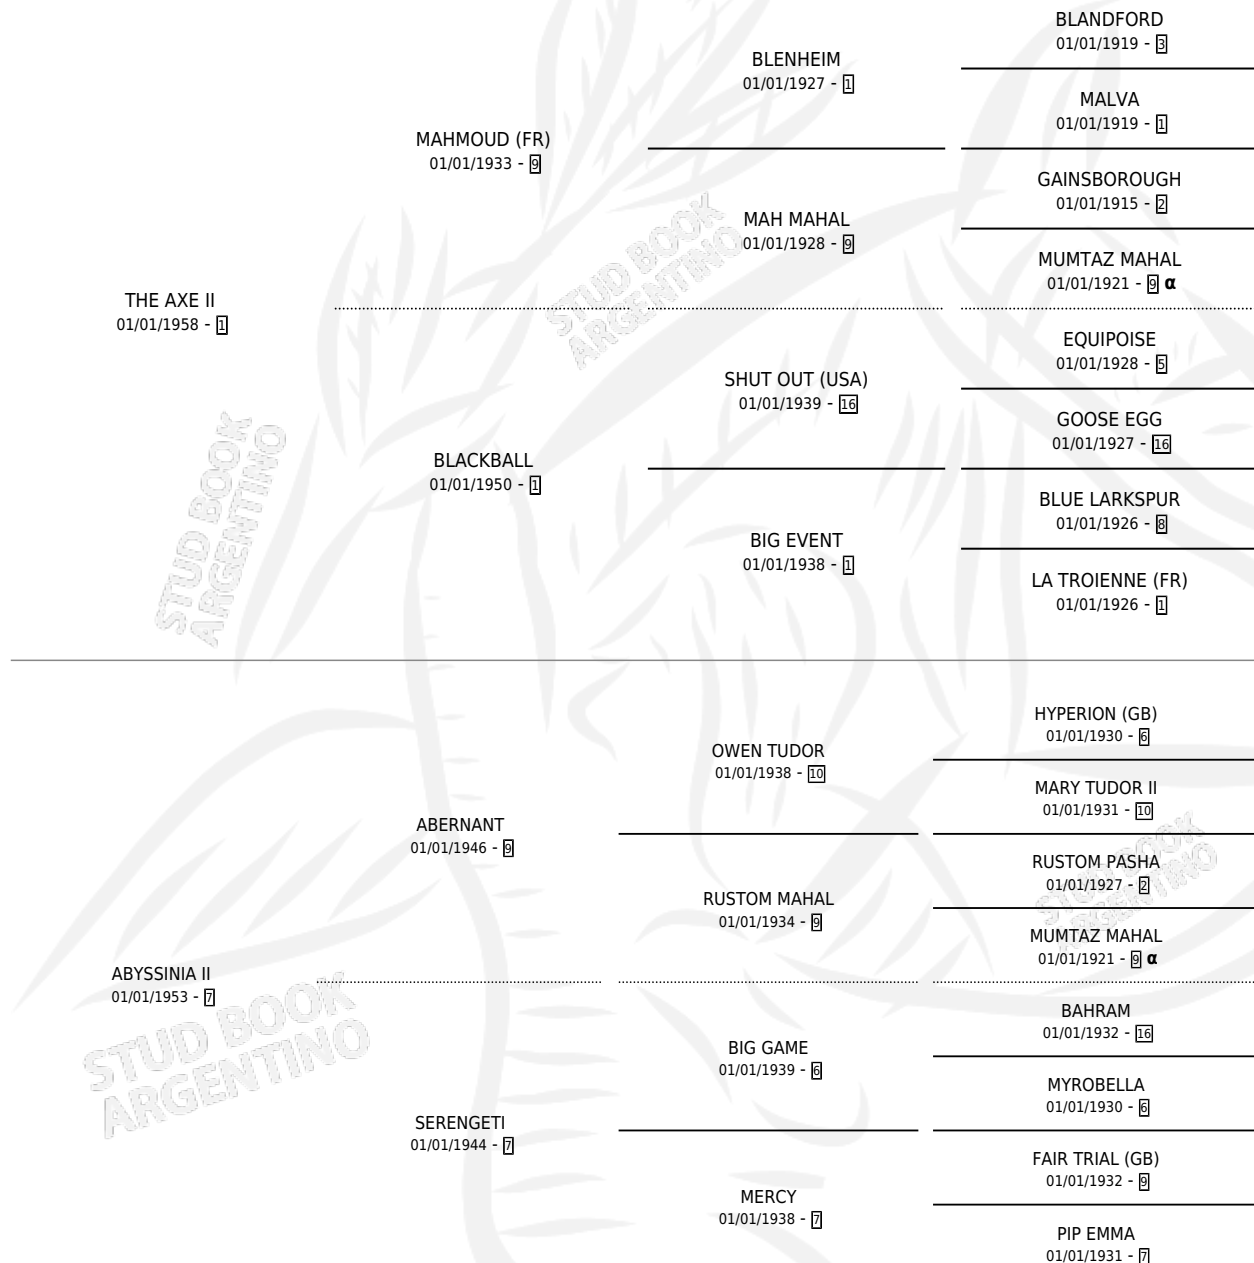 BLANDFORD
01/01/1919 - 3
BLENHEIM
01/01/1927 - 1
MALVA
01/01/1919 - 1
MAHMOUD (FR)
01/01/1933 - 9
GAINSBOROUGH
01/01/1915 - 2
MAH MAHAL
01/01/1928 - 9
MUMTAZ MAHAL
01/01/1921 - 9 α
THE AXE II
01/01/1958 - 1
EQUIPOISE
01/01/1928 - 5
SHUT OUT (USA)
01/01/1939 - 16
GOOSE EGG
01/01/1927 - 16
BLACKBALL
01/01/1950 - 1
BLUE LARKSPUR
01/01/1926 - 8
BIG EVENT
01/01/1938 - 1
LA TROIENNE (FR)
01/01/1926 - 1
HYPERION (GB)
01/01/1930 - 6
OWEN TUDOR
01/01/1938 - 10
MARY TUDOR II
01/01/1931 - 10
ABERNANT
01/01/1946 - 9
RUSTOM PASHA
01/01/1927 - 2
RUSTOM MAHAL
01/01/1934 - 9
MUMTAZ MAHAL
01/01/1921 - 9 α
ABYSSINIA II
01/01/1953 - 7
BAHRAM
01/01/1932 - 16
BIG GAME
01/01/1939 - 6
MYROBELLA
01/01/1930 - 6
SERENGETI
01/01/1944 - 7
FAIR TRIAL (GB)
01/01/1932 - 9
MERCY
01/01/1938 - 7
PIP EMMA
01/01/1931 - 7
STUD BOOK
ARGENTINO
STUD BOOK
ARGENTINO
STUD BOOK
ARGENTINO
STUD BOOK
ARGENTINO